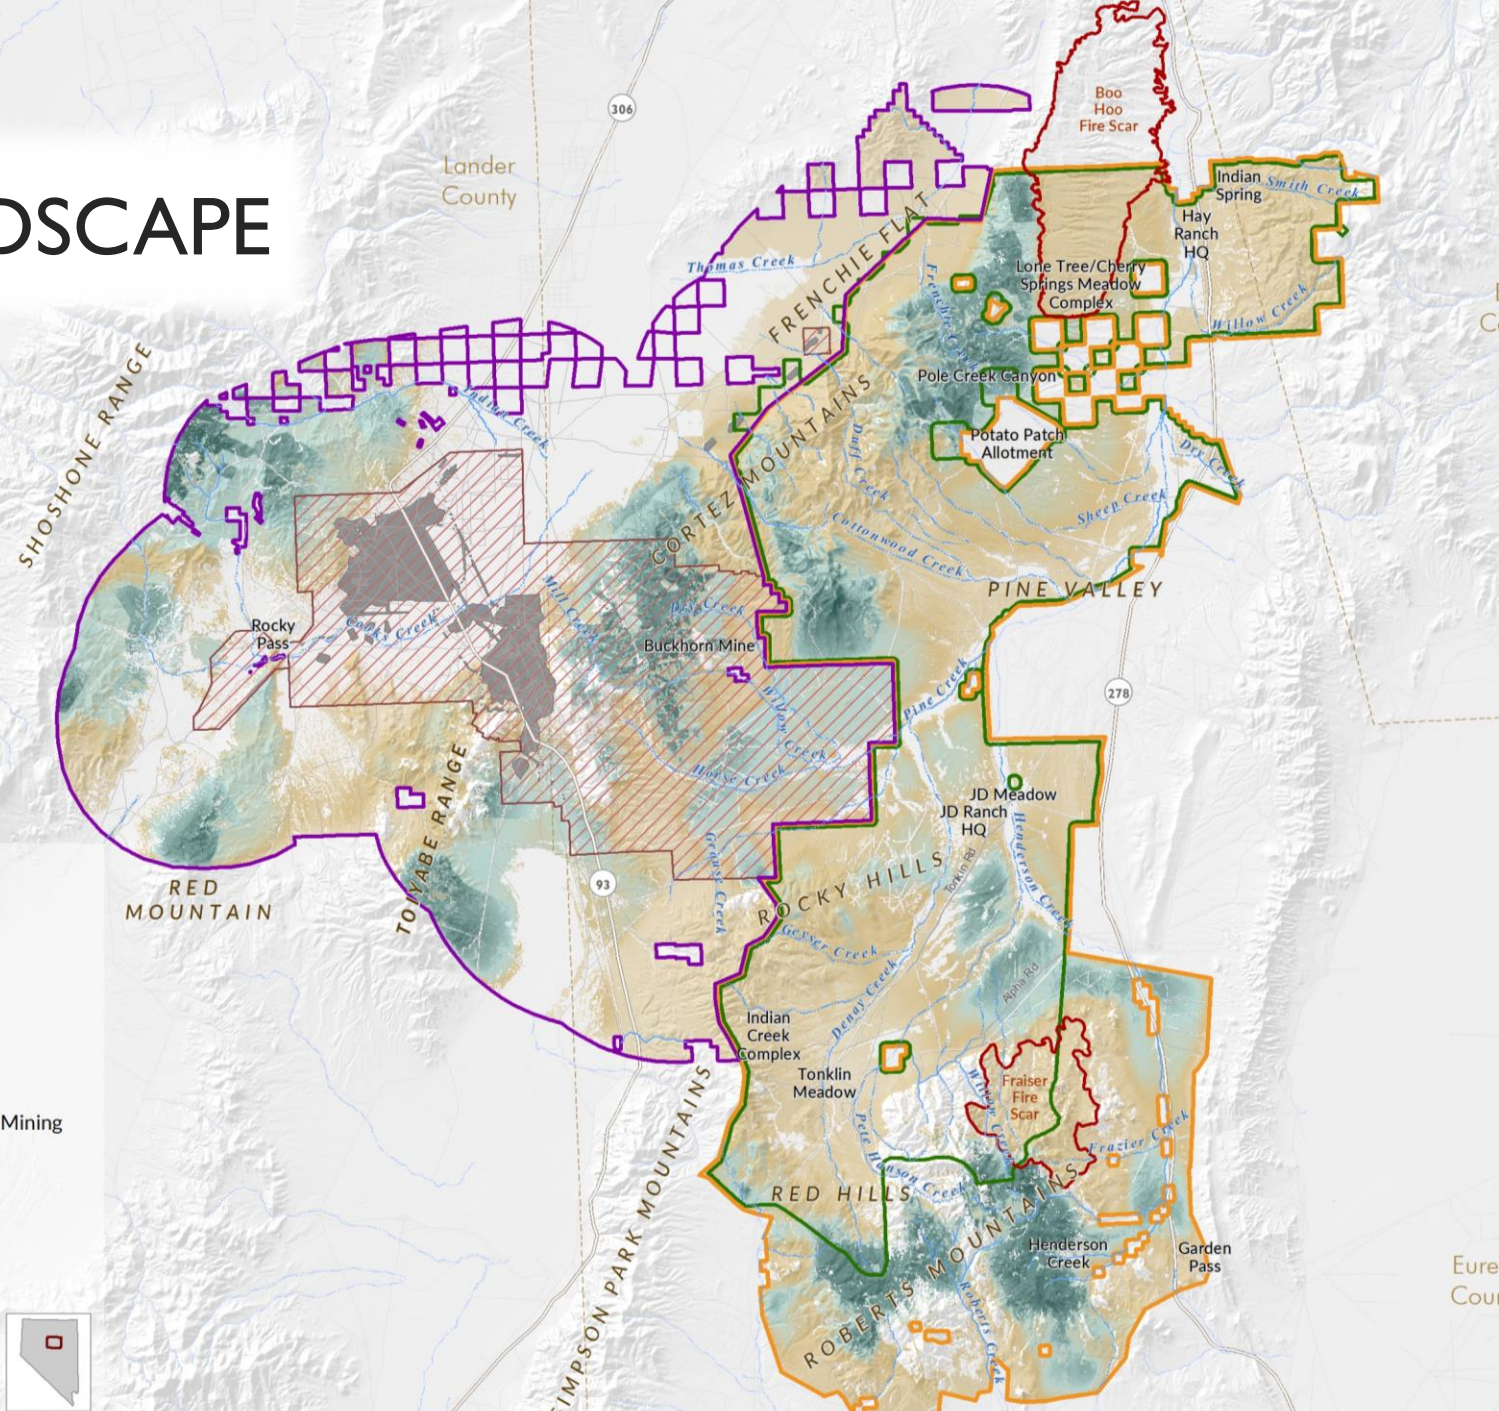 Boo
Hoo
Fire Scar
306
Lander
County
DSCAPE
Indian
Spring
Smith Creek
Hay
Ranch
HQ
FRENCHIE FLAT
Thomas Creek
Lone Tree/Cherry
Springs Meadow
Complex
Willow Creek
SHOSHONE RANGE
Pole Creek Canyon
Indian Creek
Potato Patch
Allotment
Duff Creek
Dry Creek
CORTEZ MOUNTAINS
Sheep Creek
Cottonwood Creek
PINE VALLEY
Mill Creek
Dry Creek
Rocky
Pass
Cooks Creek
Buckhorn Mine
Pine Creek
278
Willow Creek
Horse Creek
JD Meadow
JD Ranch
HQ
TOIYABE RANGE
Henderson Creek
Grouse Creek
ROCKY HILLS
Tonkin Rd
93
RED
MOUNTAIN
Geyser Creek
Denay Creek
Alpha Rd
Indian
Creek
Complex
Tonklin
Meadow
Fraiser
Fire
Scar
Willow Creek
Mining
Frazier Creek
Pete Hanson Creek
RED HILLS
SIMPSON PARK MOUNTAINS
ROBERTS MOUNTAINS
Henderson
Creek
Garden
Pass
Eure
Cour
Roberts Creek